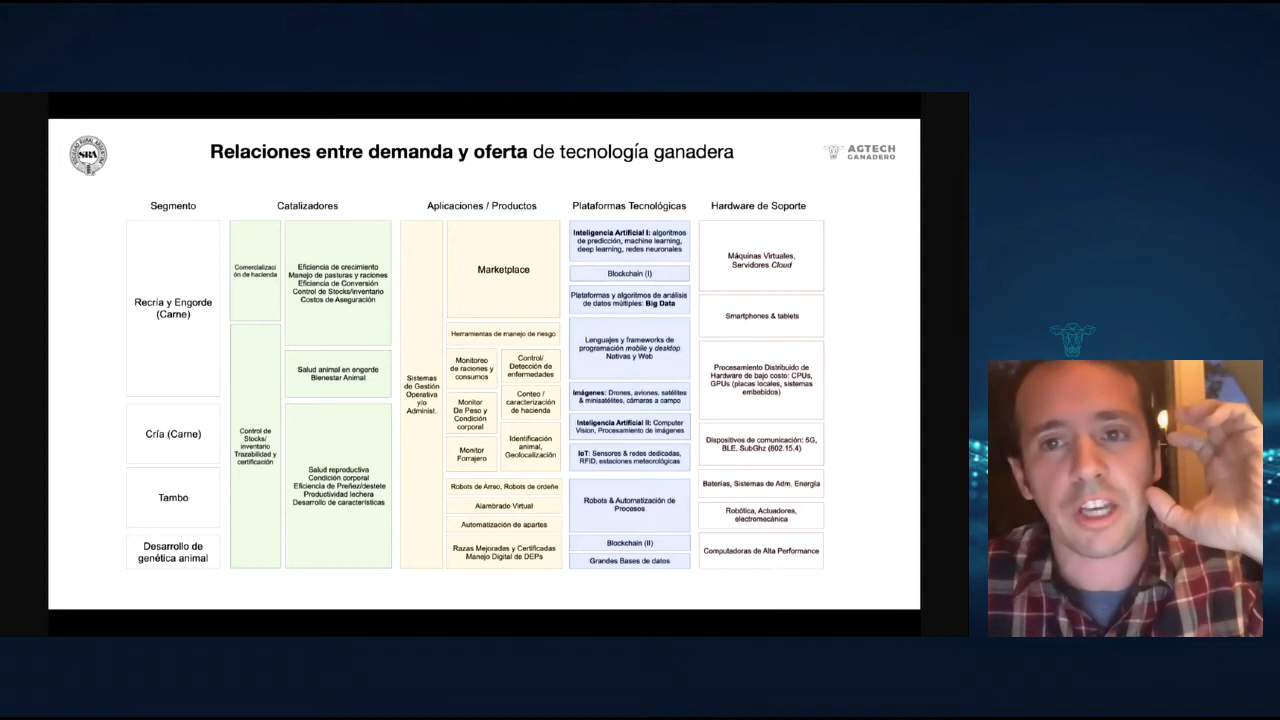 Relaciones entre demanda y oferta de tecnología ganadera
SRA
AGTECH
GANADERO
Segmento
Catalizadores
Aplicaciones / Productos
Plataformas Tecnológicas
Hardware de Soporte
Recría y Engorde
(Carne)
Cría (Carne)
Tambo
Desarrollo de
genética animal
Comercializaci
ón de hacienda
Control de
Stocks/
inventario
Trazabilidad y
certificación
Eficiencia de crecimiento
Manejo de pasturas y raciones
Eficiencia de Conversión
Control de Stocks/inventario
Costos de Aseguración
Salud animal en engorde
Bienestar Animal
Salud reproductiva
Condición corporal
Eficiencia de Preñez/destete
Productividad lechera
Desarrollo de características
Sistemas
de Gestión
Operativa
y/o
Administ.
Marketplace
Herramientas de manejo de riesgo
Monitoreo
de raciones y
consumos
Control/
Detección de
enfermedades
Monitor
De Peso y
Condición
corporal
Conteo /
caracterización
de hacienda
Monitor
Forrajero
Identificación
animal,
Geolocalización
Robots de Arreo, Robots de ordeñe
Alambrado Virtual
Automatización de apartes
Razas Mejoradas y Certificadas
Manejo Digital de DEPs
Inteligencia Artificial I: algoritmos
de predicción, machine learning,
deep learning, redes neuronales
Blockchain (I)
Plataformas y algoritmos de análisis
de datos múltiples: Big Data
Lenguajes y frameworks de
programación mobile y desktop
Nativas y Web
Imágenes: Drones, aviones, satélites
& minisatélites, cámaras a campo
Inteligencia Artificial II: Computer
Vision, Procesamiento de imágenes
IoT: Sensores & redes dedicadas,
RFID, estaciones meteorológicas
Robots & Automatización de
Procesos
Blockchain (II)
Grandes Bases de datos
Máquinas Virtuales,
Servidores Cloud
Smartphones & tablets
Procesamiento Distribuido de
Hardware de bajo costo: CPUs,
GPUs (placas locales, sistemas
embebidos)
Dispositivos de comunicación: 5G,
BLE, SubGhz (802.15.4)
Baterías, Sistemas de Adm. Energía
Robótica, Actuadores,
electromecánica
Computadoras de Alta Performance